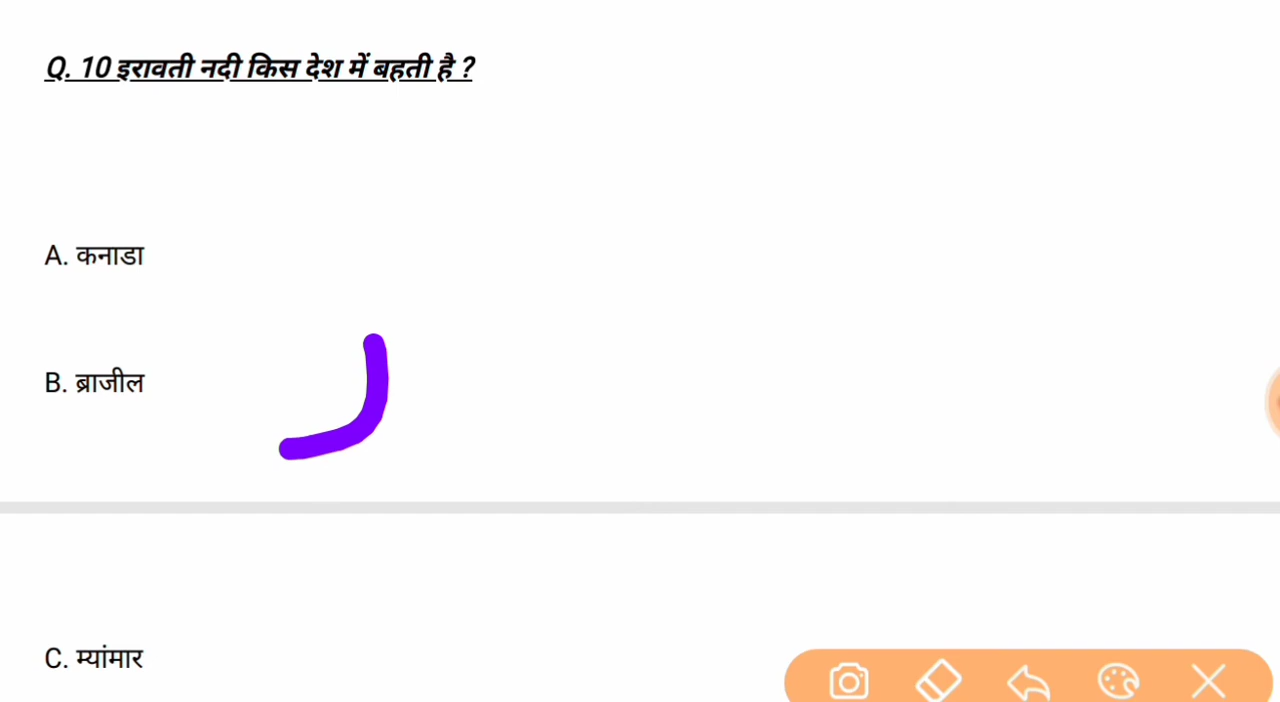 Q. 10 इरावती नदी किस देश में बहती है ?
A. कनाडा
B. ब्राजील
C. म्यांमार